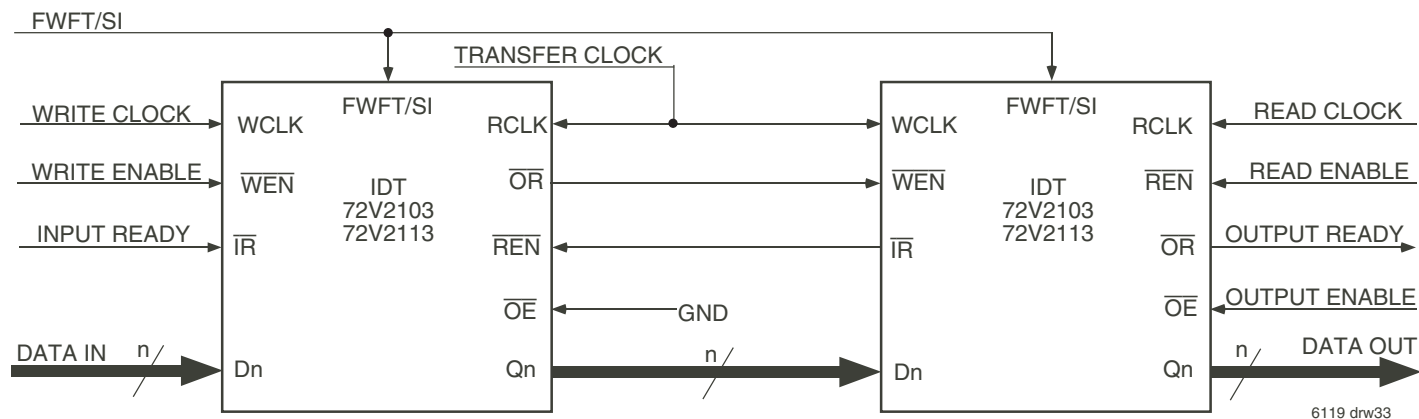 FWFT/SI
TRANSFER CLOCK
FWFT/SI
FWFT/SI
WRITE CLOCK
WCLK
RCLK
WCLK
RCLK
READ CLOCK
WRITE ENABLE
WEN
OR
WEN
REN
READ ENABLE
IDT
72V2103
72V2113
IDT
72V2103
72V2113
INPUT READY
IR
REN
IR
OR
OUTPUT READY
OE
GND
OE
OUTPUT ENABLE
DATA IN
n
Dn
Qn
n
Dn
Qn
n
DATA OUT
6119 drw33